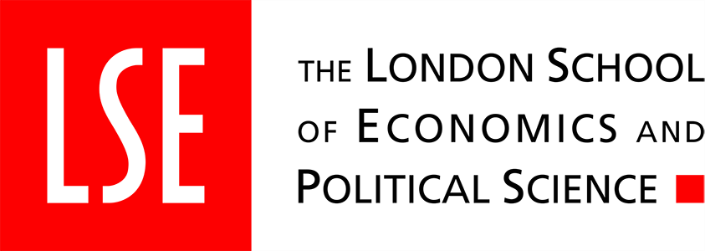 LSE
THE LONDON SCHOOL
OF ECONOMICS AND
POLITICAL SCIENCE